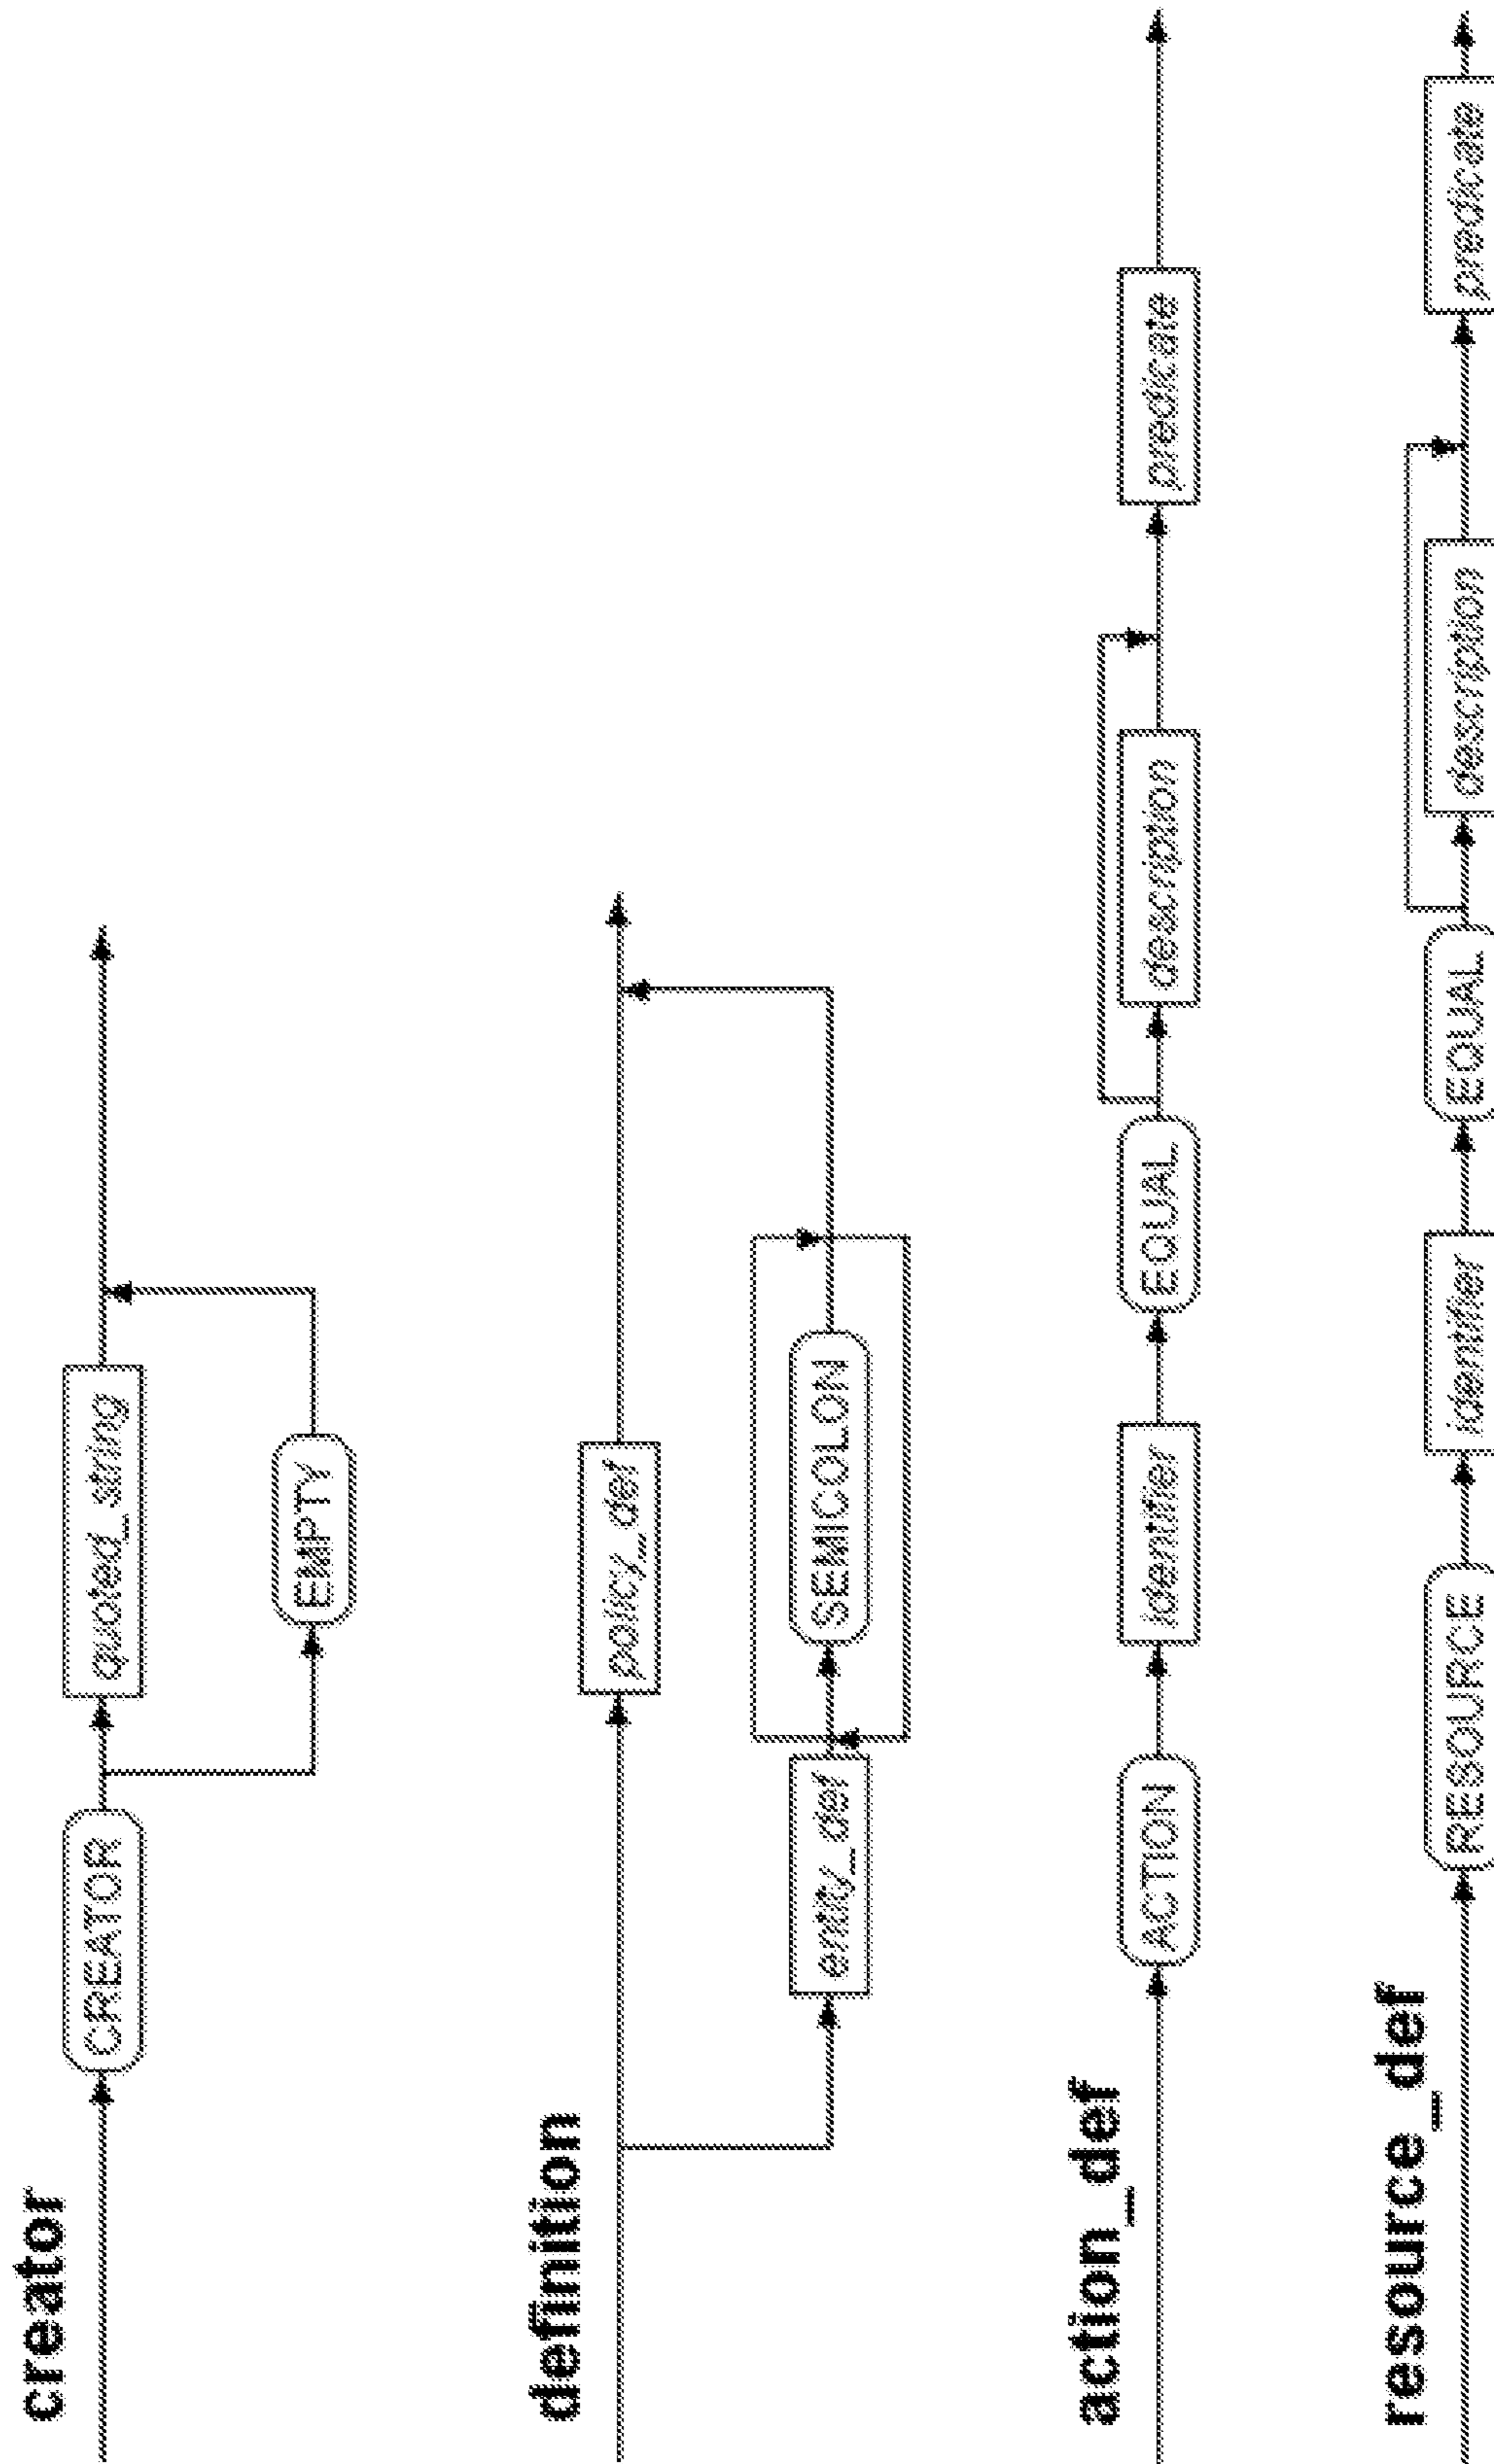 creator
CREATOR quoted_string
EMPTY
definition
policy_def
entity_def SEMICOLON
action_def
ACTION identifier EQUAL description predicate
resource_def
RESOURCE identifier EQUAL description predicate